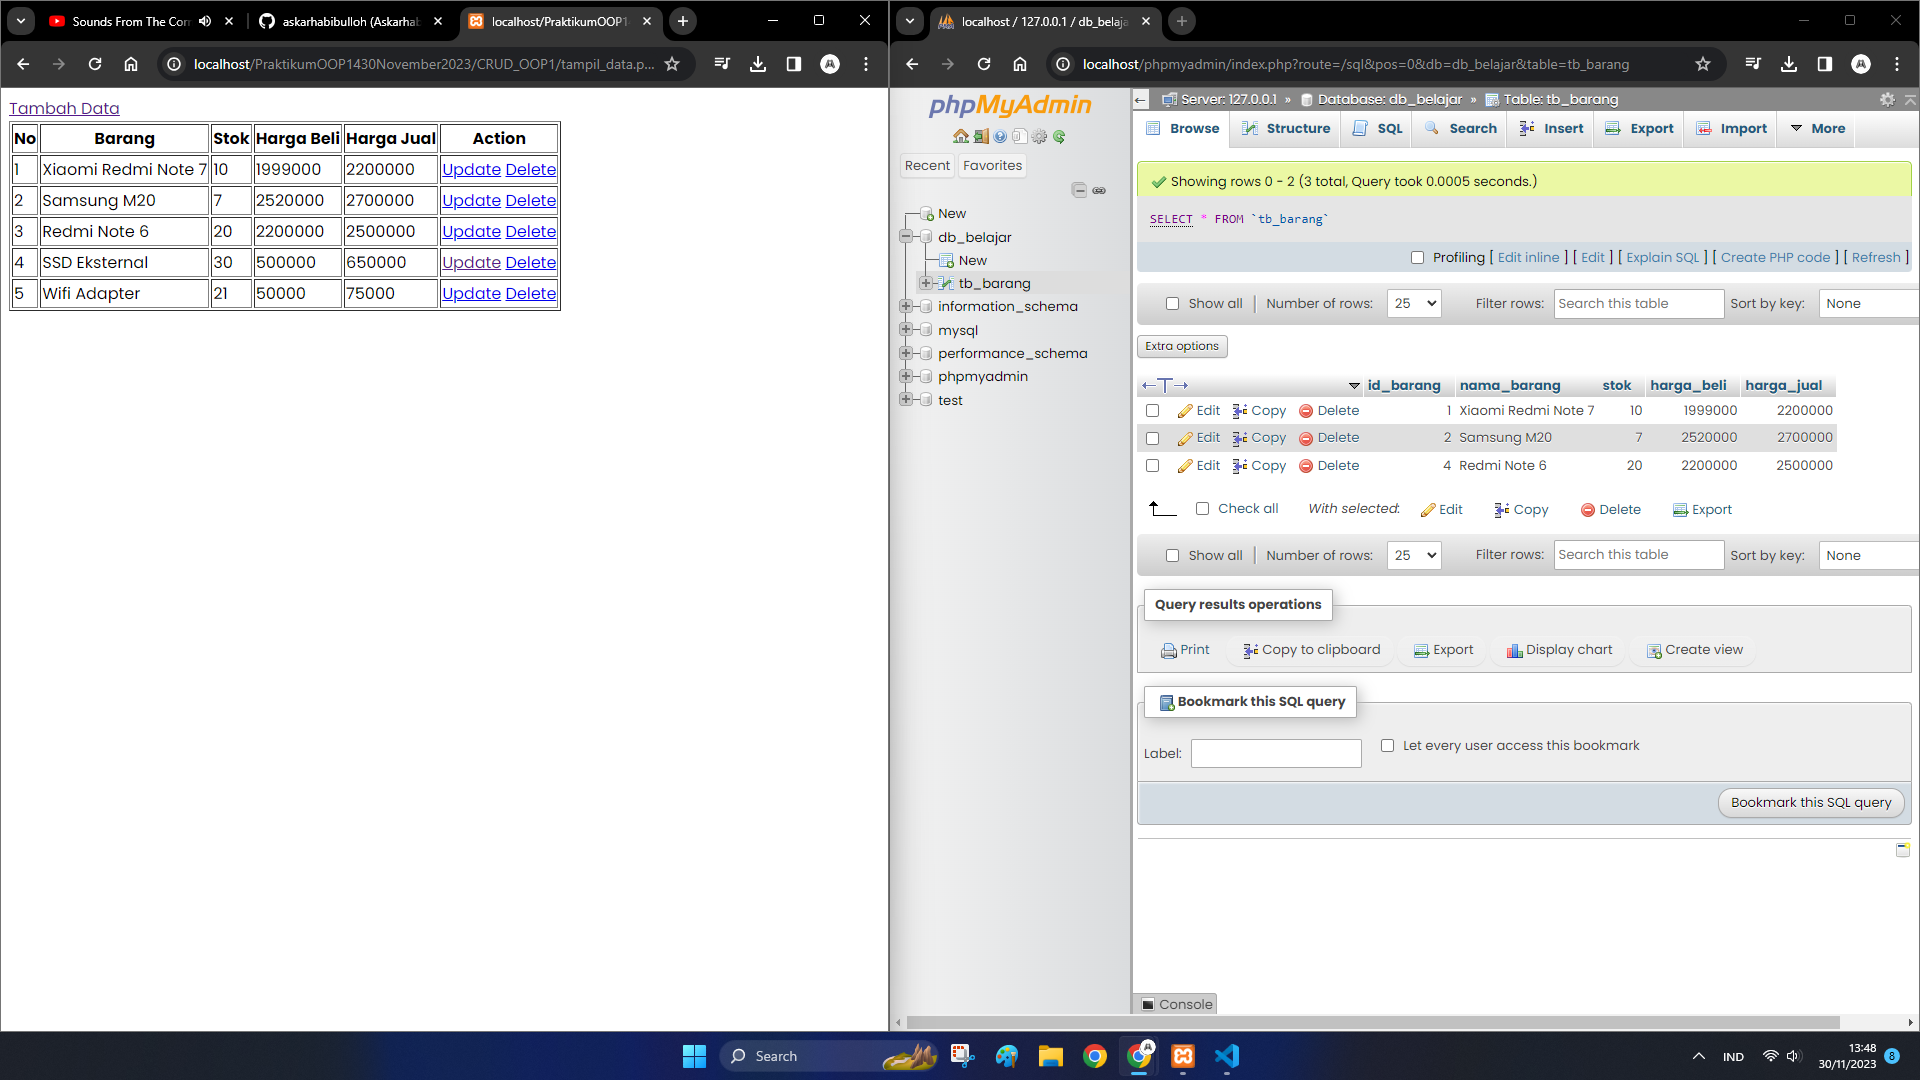 Sounds From The Corr
askarhabibulloh (Askarhab
localhost/PraktikumOOP1
localhost/PraktikumOOP1430November2023/CRUD_OOP1/tampil_data.p...
Tambah Data
No Barang Stok Harga Beli Harga Jual Action
1 Xiaomi Redmi Note 7 10 1999000 2200000 Update Delete
2 Samsung M20 7 2520000 2700000 Update Delete
3 Redmi Note 6 20 2200000 2500000 Update Delete
4 SSD Eksternal 30 500000 650000 Update Delete
5 Wifi Adapter 21 50000 75000 Update Delete
localhost / 127.0.0.1 / db_belaja
localhost/phpmyadmin/index.php?route=/sql&pos=0&db=db_belajar&table=tb_barang
phpMyAdmin
Recent Favorites
New
db_belajar
New
tb_barang
information_schema
mysql
performance_schema
phpmyadmin
test
Server: 127.0.0.1 » Database: db_belajar » Table: tb_barang
Browse Structure SQL Search Insert Export Import More
Showing rows 0 - 2 (3 total, Query took 0.0005 seconds.)
SELECT * FROM `tb_barang`
Profiling [ Edit inline ] [ Edit ] [ Explain SQL ] [ Create PHP code ] [ Refresh ]
Show all | Number of rows: 25 Filter rows: Search this table Sort by key: None
Extra options
id_barang nama_barang stok harga_beli harga_jual
Edit Copy Delete 1 Xiaomi Redmi Note 7 10 1999000 2200000
Edit Copy Delete 2 Samsung M20 7 2520000 2700000
Edit Copy Delete 4 Redmi Note 6 20 2200000 2500000
Check all With selected: Edit Copy Delete Export
Show all | Number of rows: 25 Filter rows: Search this table Sort by key: None
Query results operations
Print Copy to clipboard Export Display chart Create view
Bookmark this SQL query
Label: Let every user access this bookmark
Bookmark this SQL query
Console
Search
IND
13:48
30/11/2023
8